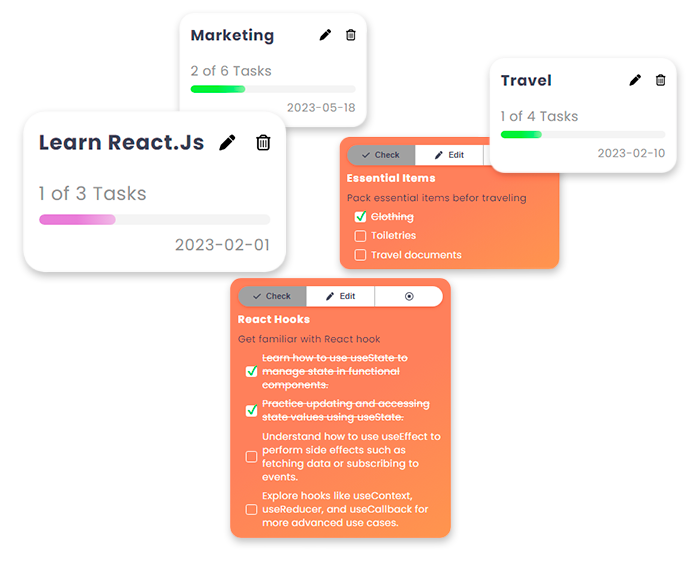 Marketing
2 of 6 Tasks
2023-05-18
Travel
1 of 4 Tasks
2023-02-10
Learn React.Js
1 of 3 Tasks
2023-02-01
Check
Edit
Essential Items
Pack essential items befor traveling
Clothing
Tolletries
Travel documents
Check
Edit
React Hooks
Get familiar with React hook
Learn how to use useState to
manage state in functional
components.
Practice updating and accessing
state values using useState.
Understand how to use useEffect to
perform side effects such as
fetching data or subscribing to
events.
Explore hooks like useContext,
useReducer, and useCallback for
more advanced use cases.